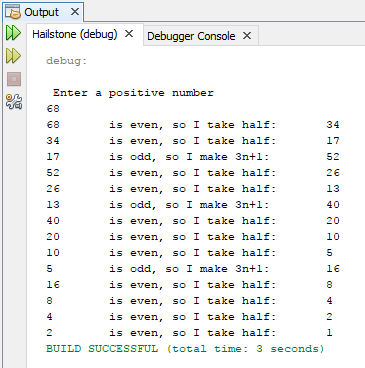 Output
Hailstone (debug)
Debugger Console
debug:
Enter a positive number
68
68 is even, so I take half: 34
34 is even, so I take half: 17
17 is odd, so I make 3n+1: 52
52 is even, so I take half: 26
26 is even, so I take half: 13
13 is odd, so I make 3n+1: 40
40 is even, so I take half: 20
20 is even, so I take half: 10
10 is even, so I take half: 5
5 is odd, so I make 3n+1: 16
16 is even, so I take half: 8
8 is even, so I take half: 4
4 is even, so I take half: 2
2 is even, so I take half: 1
BUILD SUCCESSFUL (total time: 3 seconds)